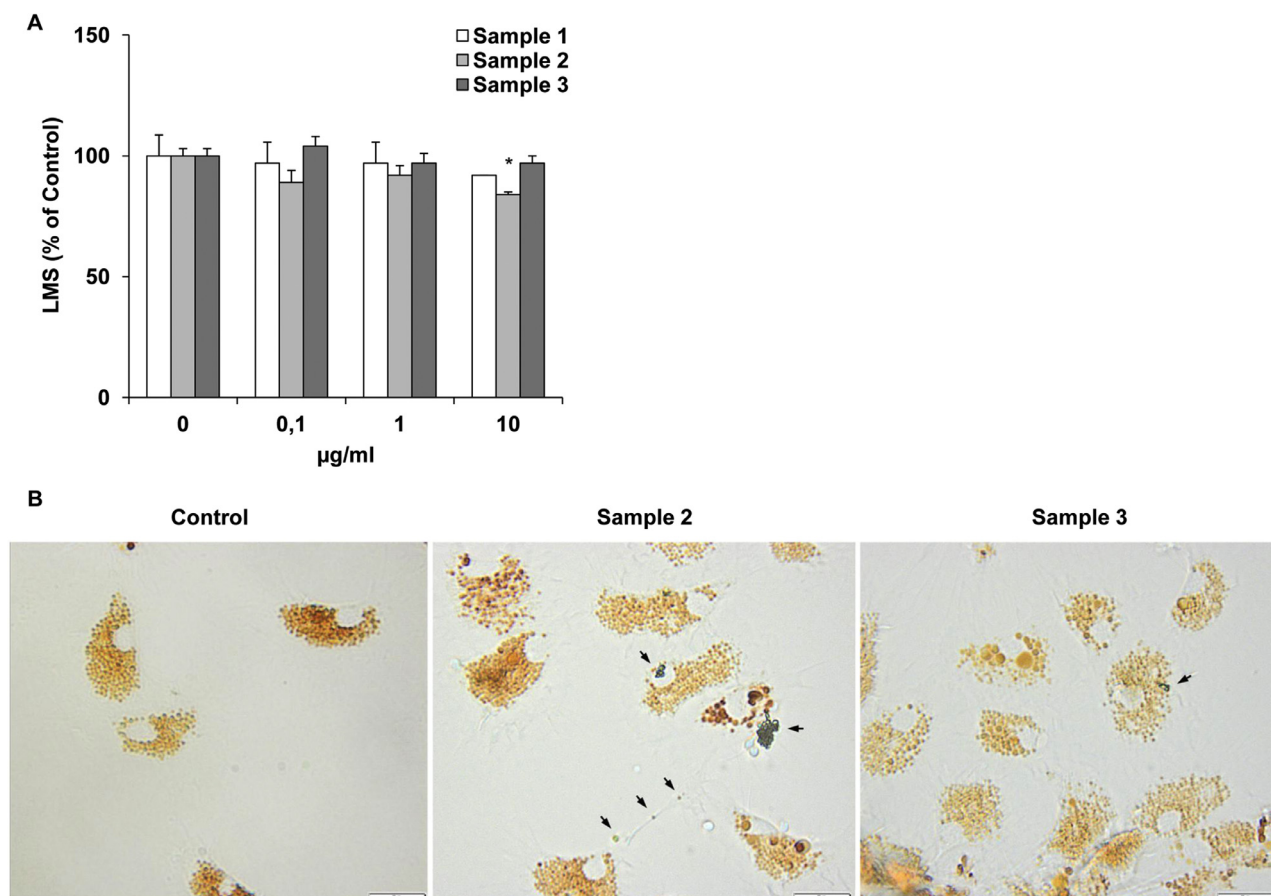 A
150
100
50
0
LMS (% of Control)
Sample 1
Sample 2
Sample 3
*
0 0,1 1 10
µg/ml
B
Control Sample 2 Sample 3